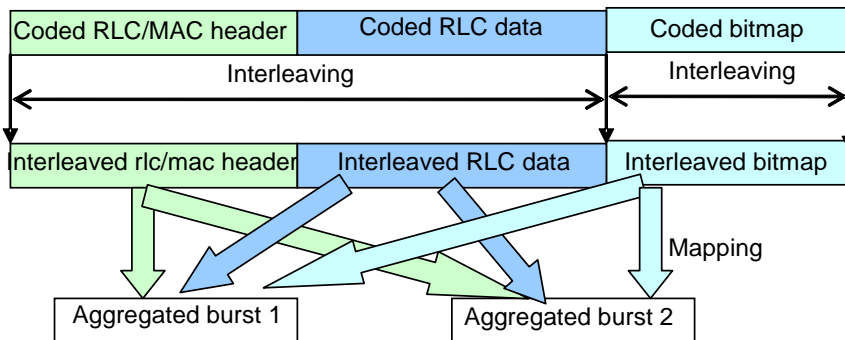 Coded RLC/MAC header
Coded RLC data
Coded bitmap
Interleaving
Interleaving
Interleaved rlc/mac header
Interleaved RLC data
Interleaved bitmap
Mapping
Aggregated burst 1
Aggregated burst 2